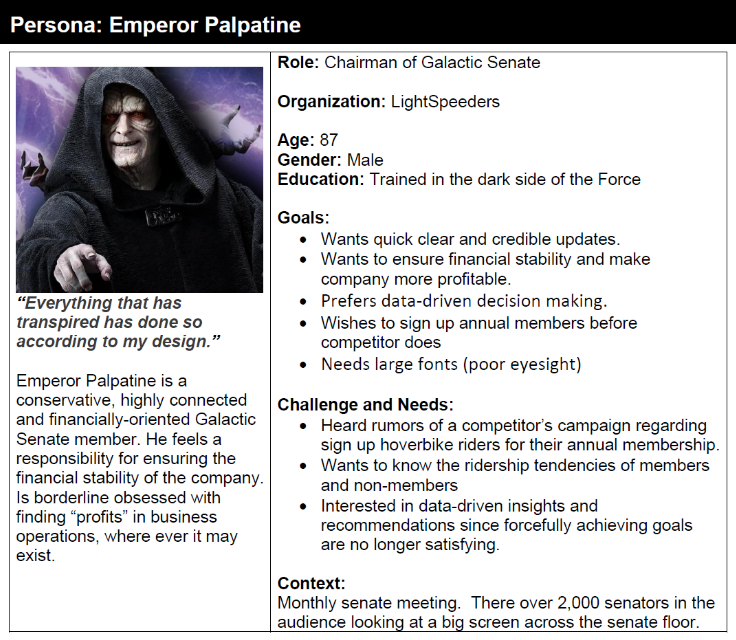 Persona: Emperor Palpatine
“Everything that has
transpired has done so
according to my design.”
Emperor Palpatine is a
conservative, highly connected
and financially-oriented Galactic
Senate member. He feels a
responsibility for ensuring the
financial stability of the company.
Is borderline obsessed with
finding “profits” in business
operations, where ever it may
exist.
Role: Chairman of Galactic Senate
Organization: LightSpeeders
Age: 87
Gender: Male
Education: Trained in the dark side of the Force
Goals:
• Wants quick clear and credible updates.
• Wants to ensure financial stability and make
company more profitable.
• Prefers data-driven decision making.
• Wishes to sign up annual members before
competitor does
• Needs large fonts (poor eyesight)
Challenge and Needs:
• Heard rumors of a competitor’s campaign regarding
sign up hoverbike riders for their annual membership.
• Wants to know the ridership tendencies of members
and non-members
• Interested in data-driven insights and
recommendations since forcefully achieving goals
are no longer satisfying.
Context:
Monthly senate meeting.  There over 2,000 senators in the
audience looking at a big screen across the senate floor.